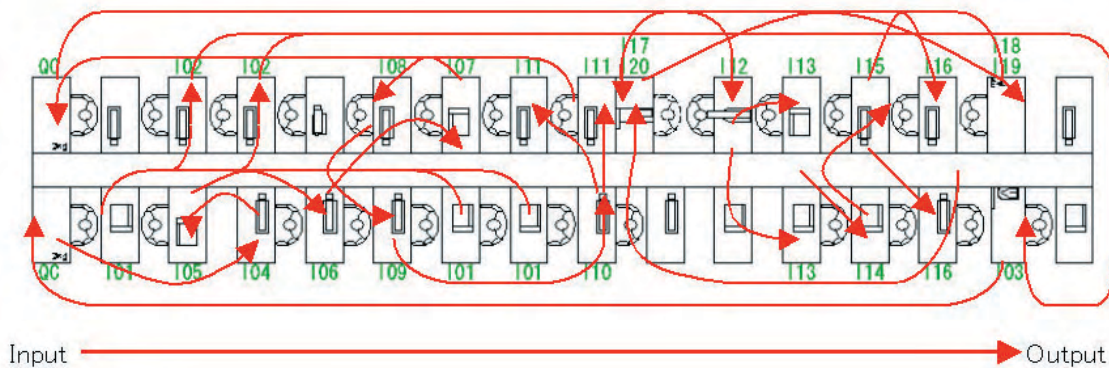 I17 I18
QC I02 I02 I08 I07 I11 I11 I20 I12 I13 I15 I16 I19
QC I01 I05 I04 I06 I09 I01 I01 I10 I13 I14 I16 I03
Input Output